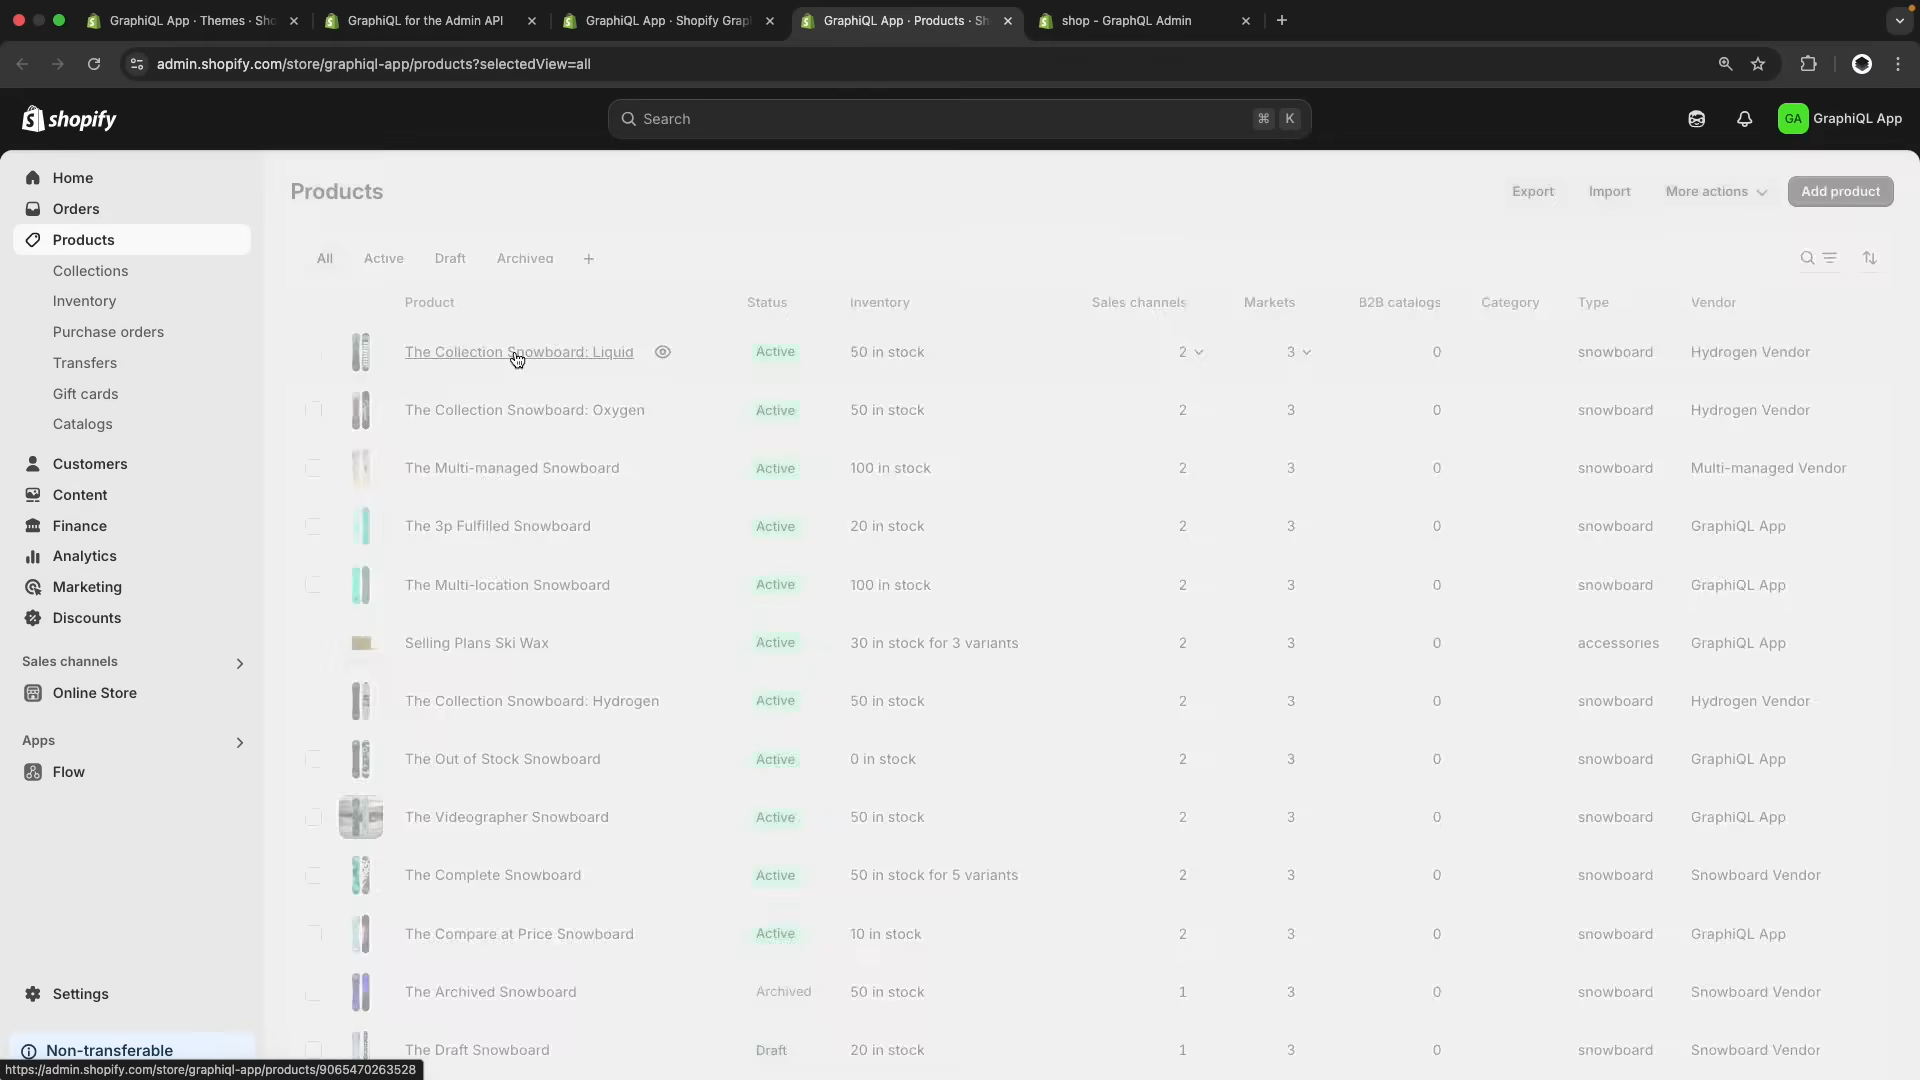 GraphiQL App · Themes · Sho
GraphiQL for the Admin API
GraphiQL App · Shopify Grap
GraphiQL App · Products · Sh
shop - GraphQL Admin
admin.shopify.com/store/graphiql-app/products?selectedView=all
shopify
Search
⌘ K
GA GraphiQL App
Home
Orders
Products
Collections
Inventory
Purchase orders
Transfers
Gift cards
Catalogs
Customers
Content
Finance
Analytics
Marketing
Discounts
Sales channels
Online Store
Apps
Flow
Settings
Non-transferable
Products
Export Import More actions Add product
All Active Draft Archived +
Product Status Inventory Sales channels Markets B2B catalogs Category Type Vendor
The Collection Snowboard: Liquid Active 50 in stock 2 3 0 snowboard Hydrogen Vendor
The Collection Snowboard: Oxygen Active 50 in stock 2 3 0 snowboard Hydrogen Vendor
The Multi-managed Snowboard Active 100 in stock 2 3 0 snowboard Multi-managed Vendor
The 3p Fulfilled Snowboard Active 20 in stock 2 3 0 snowboard GraphiQL App
The Multi-location Snowboard Active 100 in stock 2 3 0 snowboard GraphiQL App
Selling Plans Ski Wax Active 30 in stock for 3 variants 2 3 0 accessories GraphiQL App
The Collection Snowboard: Hydrogen Active 50 in stock 2 3 0 snowboard Hydrogen Vendor
The Out of Stock Snowboard Active 0 in stock 2 3 0 snowboard GraphiQL App
The Videographer Snowboard Active 50 in stock 2 3 0 snowboard GraphiQL App
The Complete Snowboard Active 50 in stock for 5 variants 2 3 0 snowboard Snowboard Vendor
The Compare at Price Snowboard Active 10 in stock 2 3 0 snowboard GraphiQL App
The Archived Snowboard Archived 50 in stock 1 3 0 snowboard Snowboard Vendor
The Draft Snowboard Draft 20 in stock 1 3 0 snowboard Snowboard Vendor
https://admin.shopify.com/store/graphiql-app/products/9065470263528